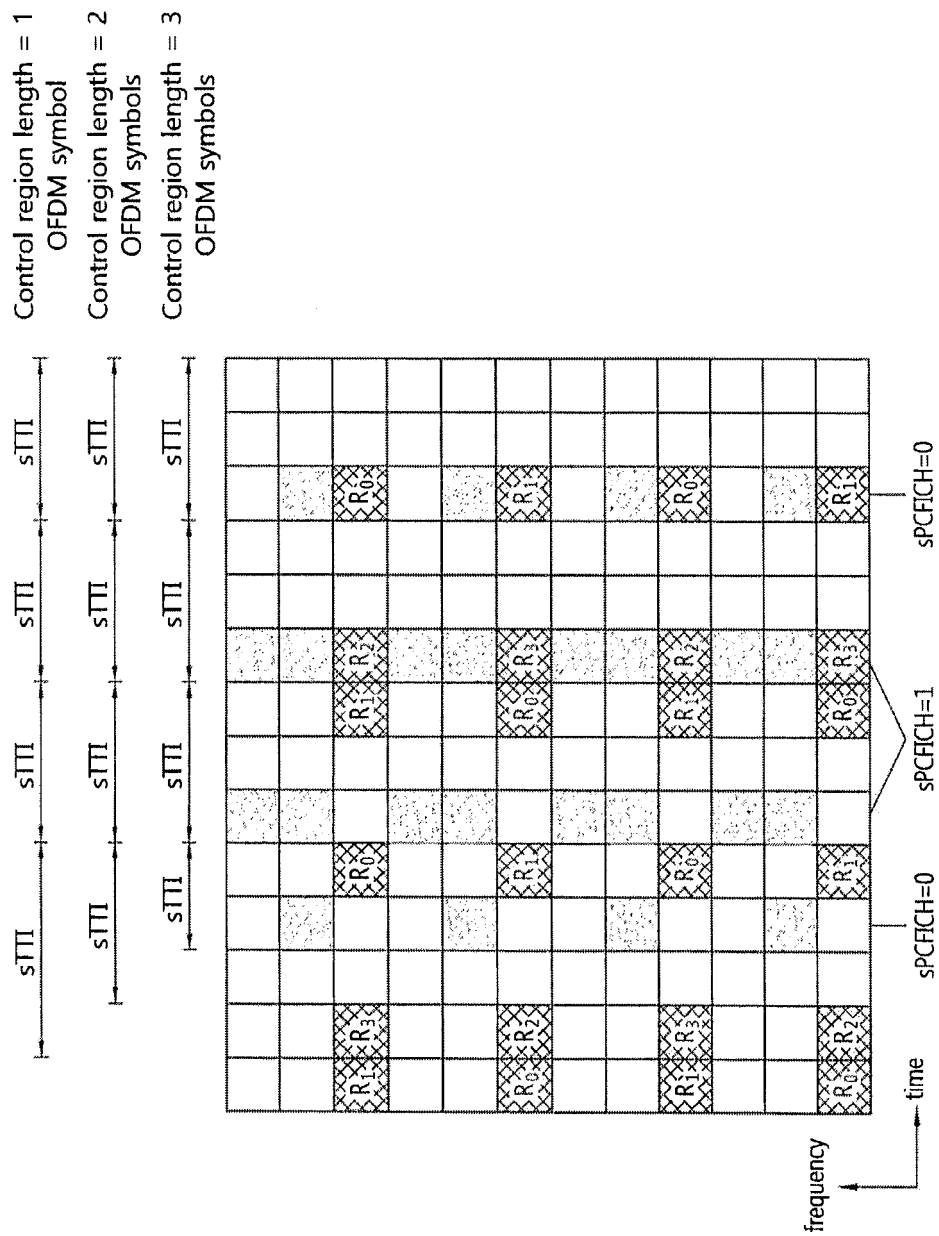 sTTI sTTI sTTI sTTI Control region length = 1
OFDM symbol
sTTI sTTI sTTI sTTI Control region length = 2
OFDM symbols
sTTI sTTI sTTI sTTI Control region length = 3
OFDM symbols
R₁ R₃ R₀ R₁ R₂ R₀
R₀ R₂ R₁ R₀ R₃ R₁
R₁ R₃ R₀ R₁ R₂ R₀
R₀ R₂ R₁ R₀ R₃ R₁
frequency
time
sPCFICH=0 sPCFICH=1 sPCFICH=0